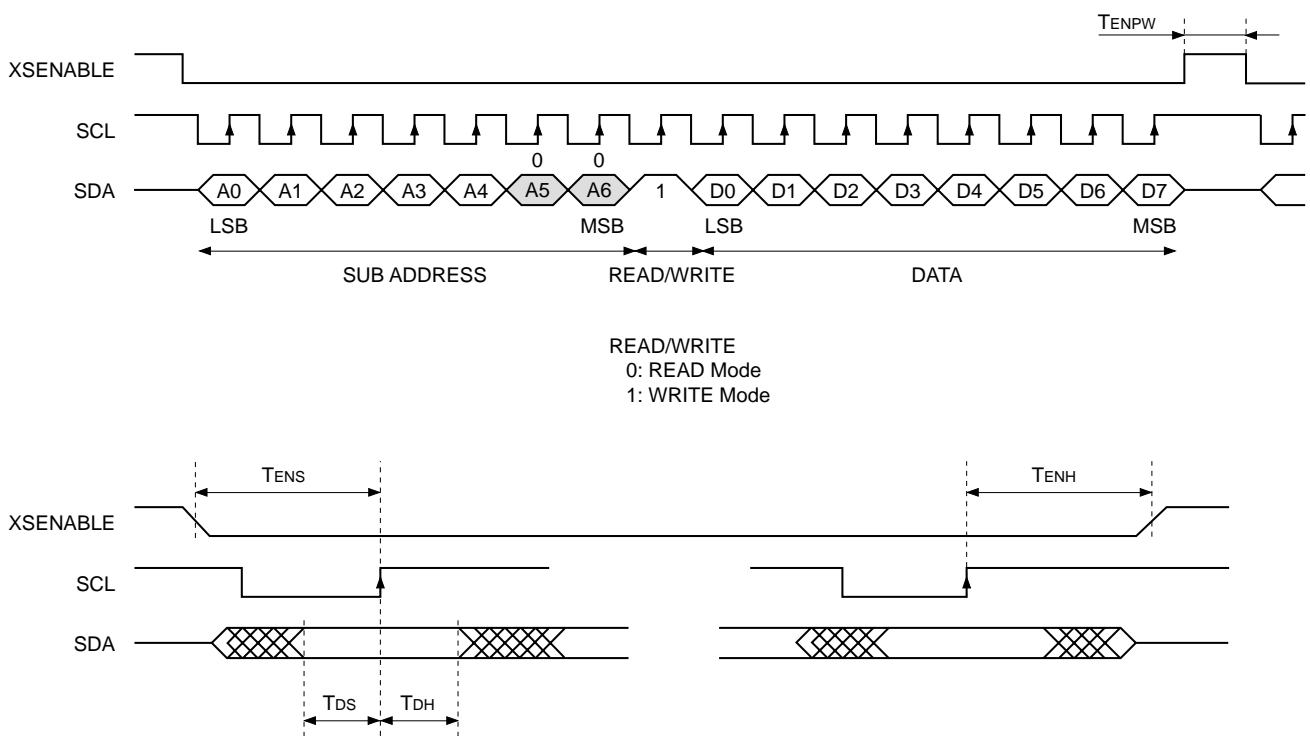 TENPW
XSENABLE
SCL
0 0
SDA A0 A1 A2 A3 A4 A5 A6 1 D0 D1 D2 D3 D4 D5 D6 D7
LSB MSB LSB MSB
SUB ADDRESS READ/WRITE DATA
READ/WRITE
0: READ Mode
1: WRITE Mode
TENS TENH
XSENABLE
SCL
SDA
TDS TDH